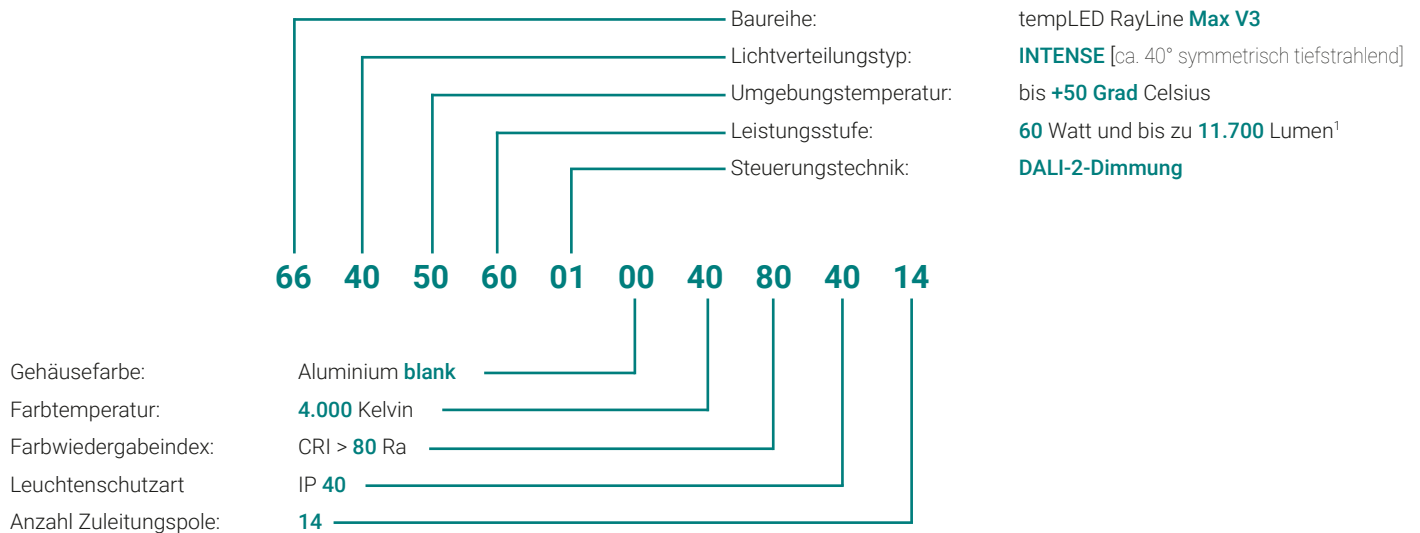 Baureihe: tempLED RayLine Max V3
Lichtverteilungstyp: INTENSE [ca. 40° symmetrisch tiefstrahlend]
Umgebungstemperatur: bis +50 Grad Celsius
Leistungsstufe: 60 Watt und bis zu 11.700 Lumen¹
Steuerungstechnik: DALI-2-Dimmung
66 40 50 60 01 00 40 80 40 14
Gehäusefarbe: Aluminium blank
Farbtemperatur: 4.000 Kelvin
Farbwiedergabeindex: CRI > 80 Ra
Leuchtenschutzart IP 40
Anzahl Zuleitungspole: 14